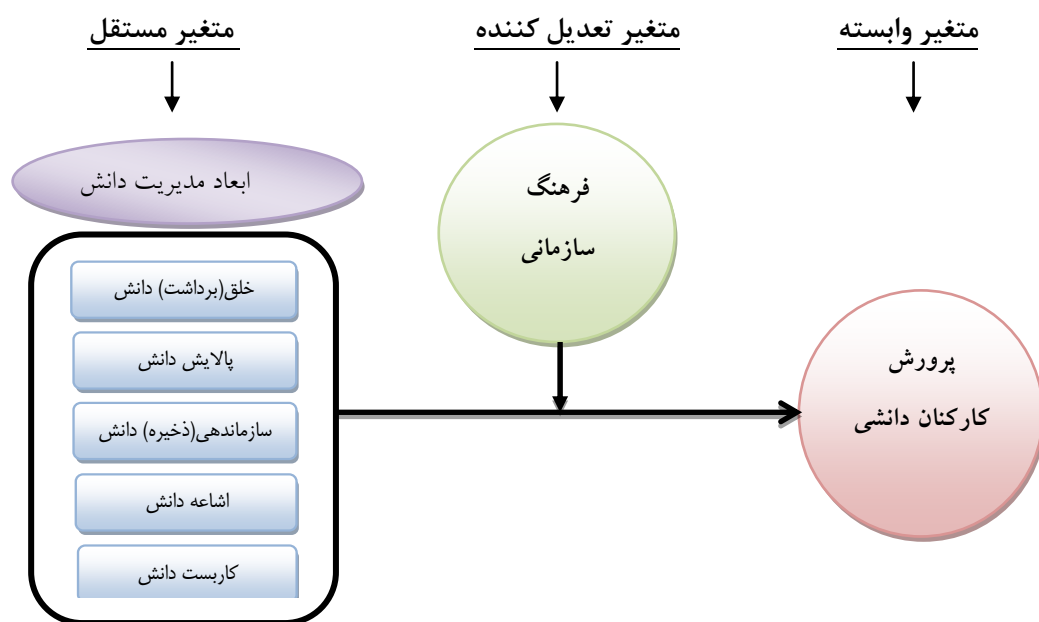 متغیر مستقل
متغیر تعدیل کننده
متغیر وابسته
ابعاد مدیریت دانش
خلق(برداشت) دانش
پالایش دانش
سازماندهی(ذخیره) دانش
اشاعه دانش
کاربست دانش
فرهنگ
سازمانی
پرورش
کارکنان دانشی